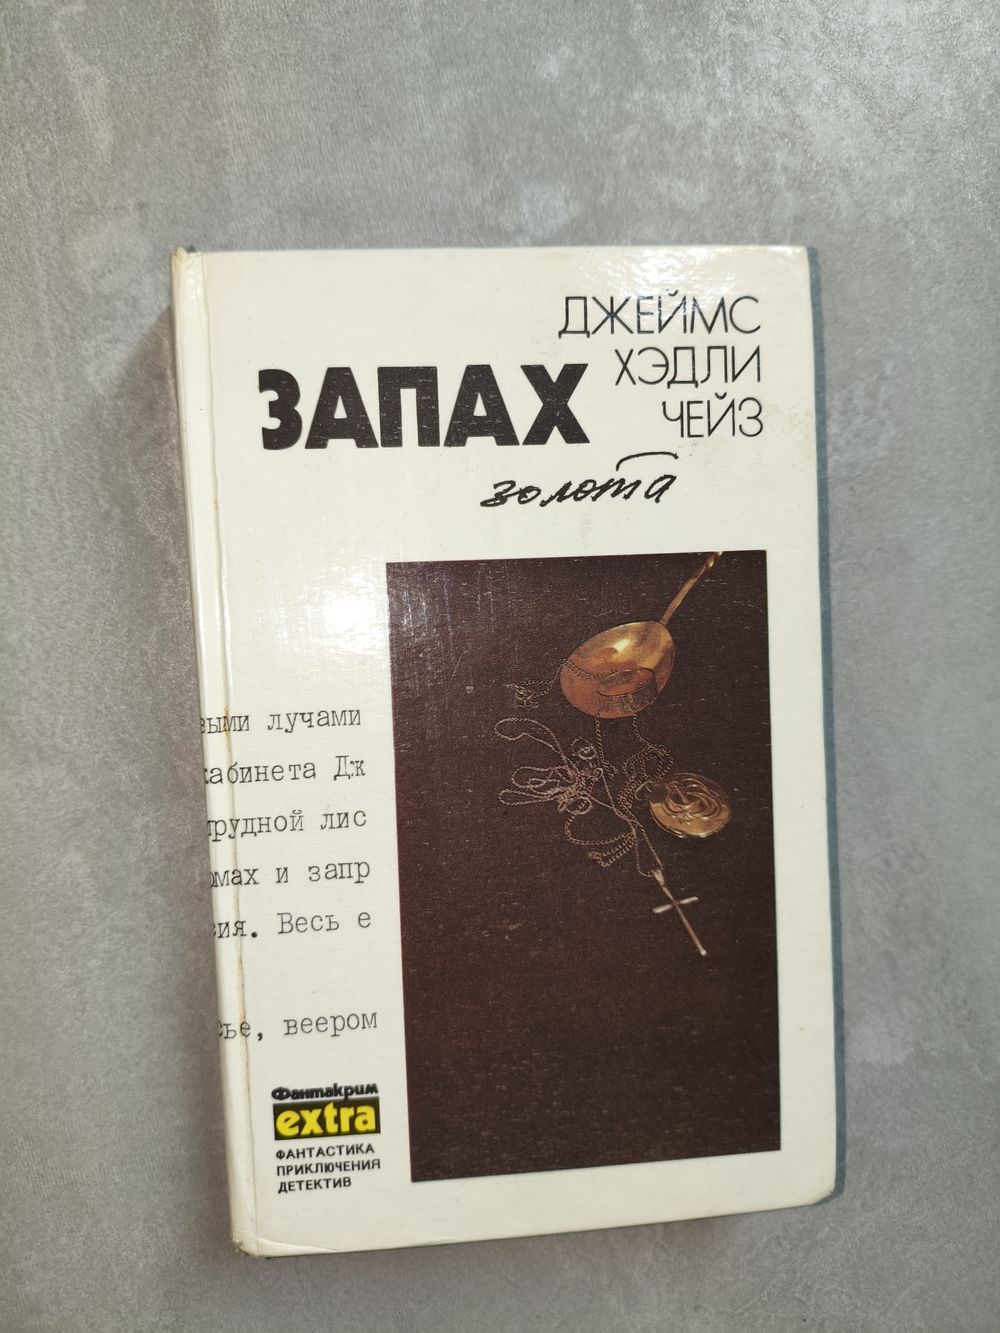 ДЖЕЙМС
ХЭДЛИ
ЧЕЙЗ
ЗАПАХ
золота
выми лучами
кабинета Дж
трудной лис
омах и запр
сия. Весь е
сье, веером
Фантакрим
extra
ФАНТАСТИКА
ПРИКЛЮЧЕНИЯ
ДЕТЕКТИВ